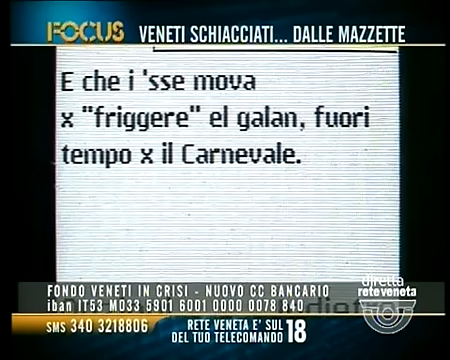 FOCUS VENETI SCHIACCIATI... DALLE MAZZETTE
E che i 'sse mova
x "friggere" el galan, fuori
tempo x il Carnevale.
diretta
reteveneta
FONDO VENETI IN CRISI - NUOVO CC BANCARIO
iban IT53 M033 5901 6001 0000 0078 840
SMS 340 3218806
RETE VENETA E' SUL
DEL TUO TELECOMANDO 18